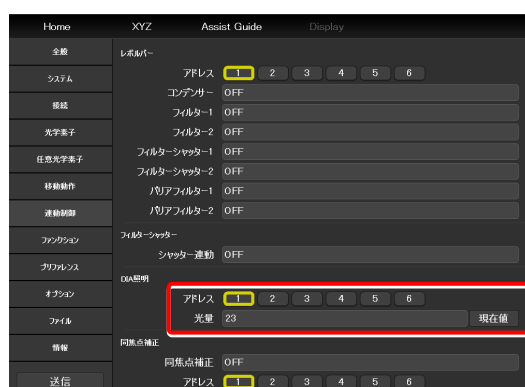 Home XYZ Assist Guide Display
全般
システム
接続
光学素子
任意光学素子
移動動作
連動制御
ファンクション
プリファレンス
オプション
ファイル
情報
送信
レボルバー
アドレス 1 2 3 4 5 6
コンデンサー OFF
フィルター1 OFF
フィルター2 OFF
フィルターシャッター1 OFF
フィルターシャッター2 OFF
バリアフィルター1 OFF
バリアフィルター2 OFF
フィルターシャッター
シャッター連動 OFF
DIA照明
アドレス 1 2 3 4 5 6
光量 23 現在値
同焦点補正
同焦点補正 OFF
アドレス 1 2 3 4 5 6